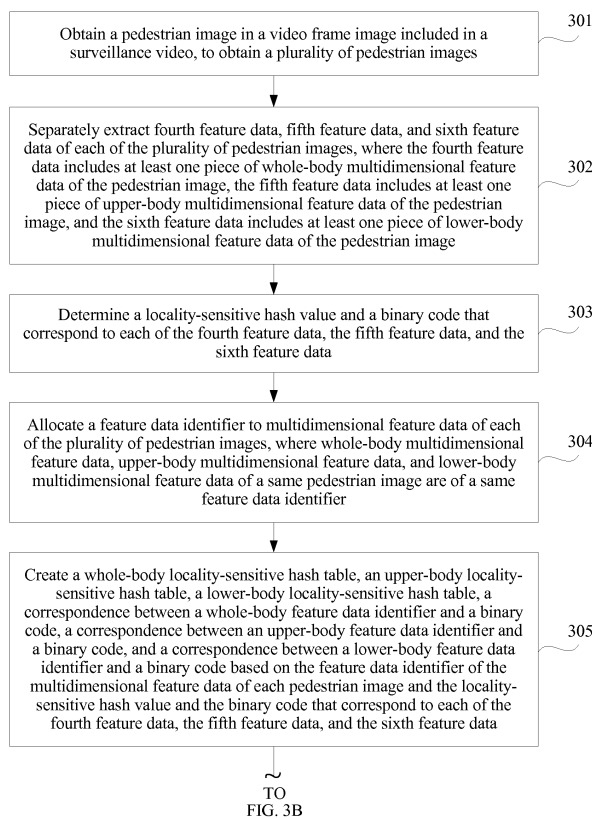 Obtain a pedestrian image in a video frame image included in a
surveillance video, to obtain a plurality of pedestrian images
301
Separately extract fourth feature data, fifth feature data, and sixth feature
data of each of the plurality of pedestrian images, where the fourth feature
data includes at least one piece of whole-body multidimensional feature
data of the pedestrian image, the fifth feature data includes at least one
piece of upper-body multidimensional feature data of the pedestrian
image, and the sixth feature data includes at least one piece of lower-body
multidimensional feature data of the pedestrian image
302
Determine a locality-sensitive hash value and a binary code that
correspond to each of the fourth feature data, the fifth feature data, and the
sixth feature data
303
Allocate a feature data identifier to multidimensional feature data of each
of the plurality of pedestrian images, where whole-body multidimensional
feature data, upper-body multidimensional feature data, and lower-body
multidimensional feature data of a same pedestrian image are of a same
feature data identifier
304
Create a whole-body locality-sensitive hash table, an upper-body locality-
sensitive hash table, a lower-body locality-sensitive hash table, a
correspondence between a whole-body feature data identifier and a binary
code, a correspondence between an upper-body feature data identifier and
a binary code, and a correspondence between a lower-body feature data
identifier and a binary code based on the feature data identifier of the
multidimensional feature data of each pedestrian image and the locality-
sensitive hash value and the binary code that correspond to each of the
fourth feature data, the fifth feature data, and the sixth feature data
305
TO
FIG. 3B